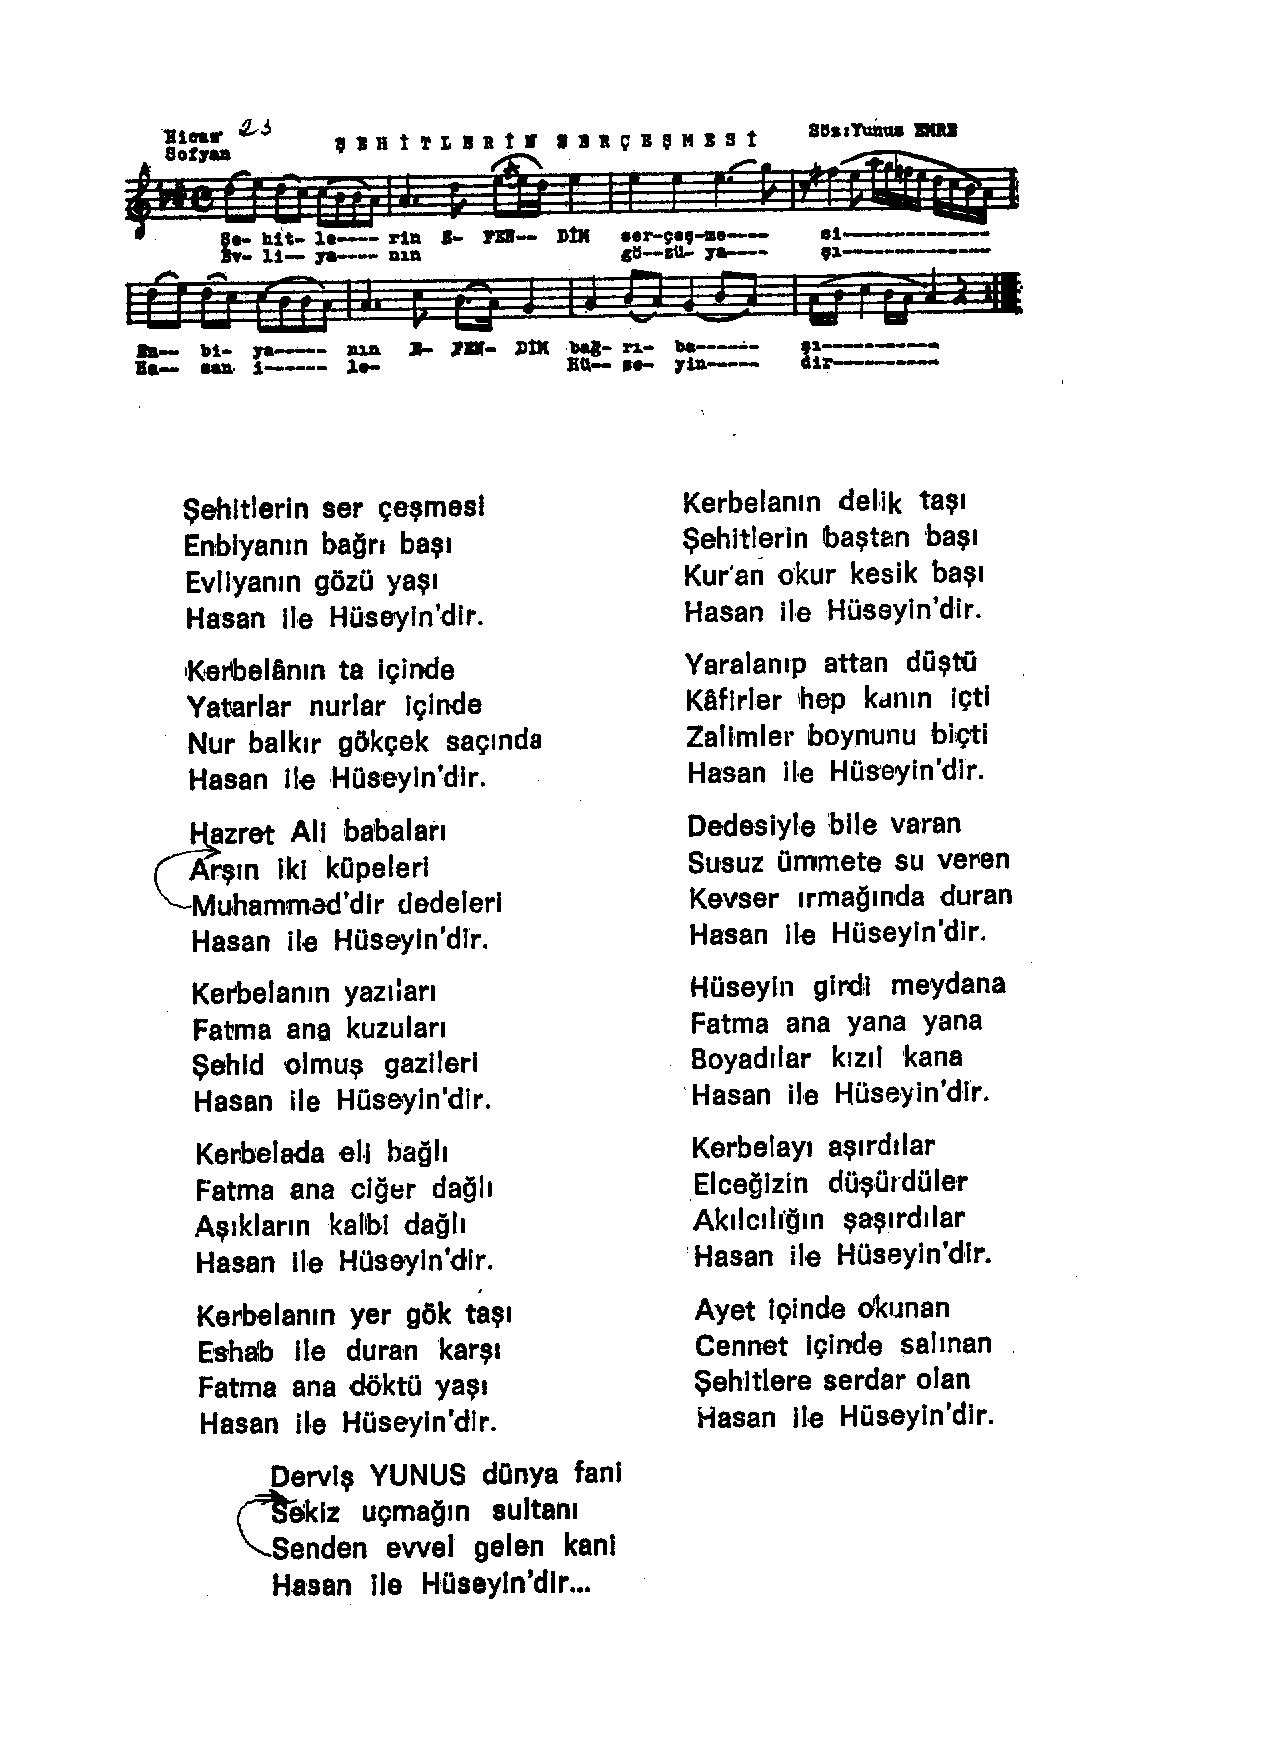 Hicaz 23
Sofyan
ŞEHİTLERİN SERÇEŞMESİ
Söz:Yunus EMRE
Şe- hit- le---- rin E- FEN-- DİM ser-çeş-me---- si----------------
Ev- li-- ya---- nın gö--zü- ya---- şı----------------
En-- bi- ya----- nın E- FEN- DİM bağ- rı- ba------ şı------------
Ha-- san i------ le- Hü-- se- yin----- dir-----------
Şehitlerin ser çeşmesi
Enbiyanın bağrı başı
Evliyanın gözü yaşı
Hasan ile Hüseyin'dir.
Kerbelânın ta içinde
Yatarlar nurlar içinde
Nur balkır gökçek saçında
Hasan ile Hüseyin'dir.
Hazret Ali babaları
Arşın iki küpeleri
Muhammed'dir dedeleri
Hasan ile Hüseyin'dir.
Kerbelanın yazıları
Fatma ana kuzuları
Şehid olmuş gazileri
Hasan ile Hüseyin'dir.
Kerbelada eli bağlı
Fatma ana ciğer dağlı
Aşıkların kalbi dağlı
Hasan ile Hüseyin'dir.
Kerbelanın yer gök taşı
Eshab ile duran karşı
Fatma ana döktü yaşı
Hasan ile Hüseyin'dir.
Kerbelanın delik taşı
Şehitlerin baştan başı
Kur'an okur kesik başı
Hasan ile Hüseyin'dir.
Yaralanıp attan düştü
Kâfirler hep kanın içti
Zalimler boynunu biçti
Hasan ile Hüseyin'dir.
Dedesiyle bile varan
Susuz ümmete su veren
Kevser ırmağında duran
Hasan ile Hüseyin'dir.
Hüseyin girdi meydana
Fatma ana yana yana
Boyadılar kızıl kana
Hasan ile Hüseyin'dir.
Kerbelayı aşırdılar
Elceğizin düşürdüler
Akılcılığın şaşırdılar
Hasan ile Hüseyin'dir.
Ayet içinde okunan
Cennet içinde salınan
Şehitlere serdar olan
Hasan ile Hüseyin'dir.
Derviş YUNUS dünya fani
Sekiz uçmağın sultanı
Senden evvel gelen kani
Hasan ile Hüseyin'dir...